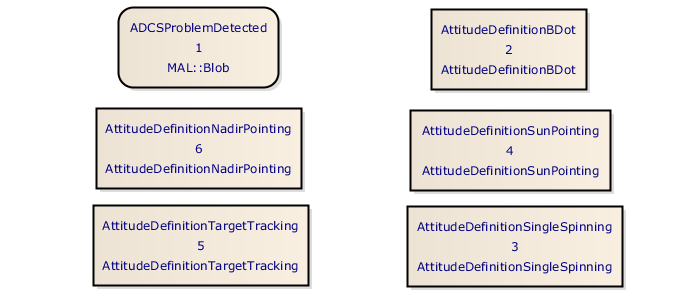 ADCSProblemDetected
1
MAL::Blob
AttitudeDefinitionBDot
2
AttitudeDefinitionBDot
AttitudeDefinitionNadirPointing
6
AttitudeDefinitionNadirPointing
AttitudeDefinitionSunPointing
4
AttitudeDefinitionSunPointing
AttitudeDefinitionTargetTracking
5
AttitudeDefinitionTargetTracking
AttitudeDefinitionSingleSpinning
3
AttitudeDefinitionSingleSpinning